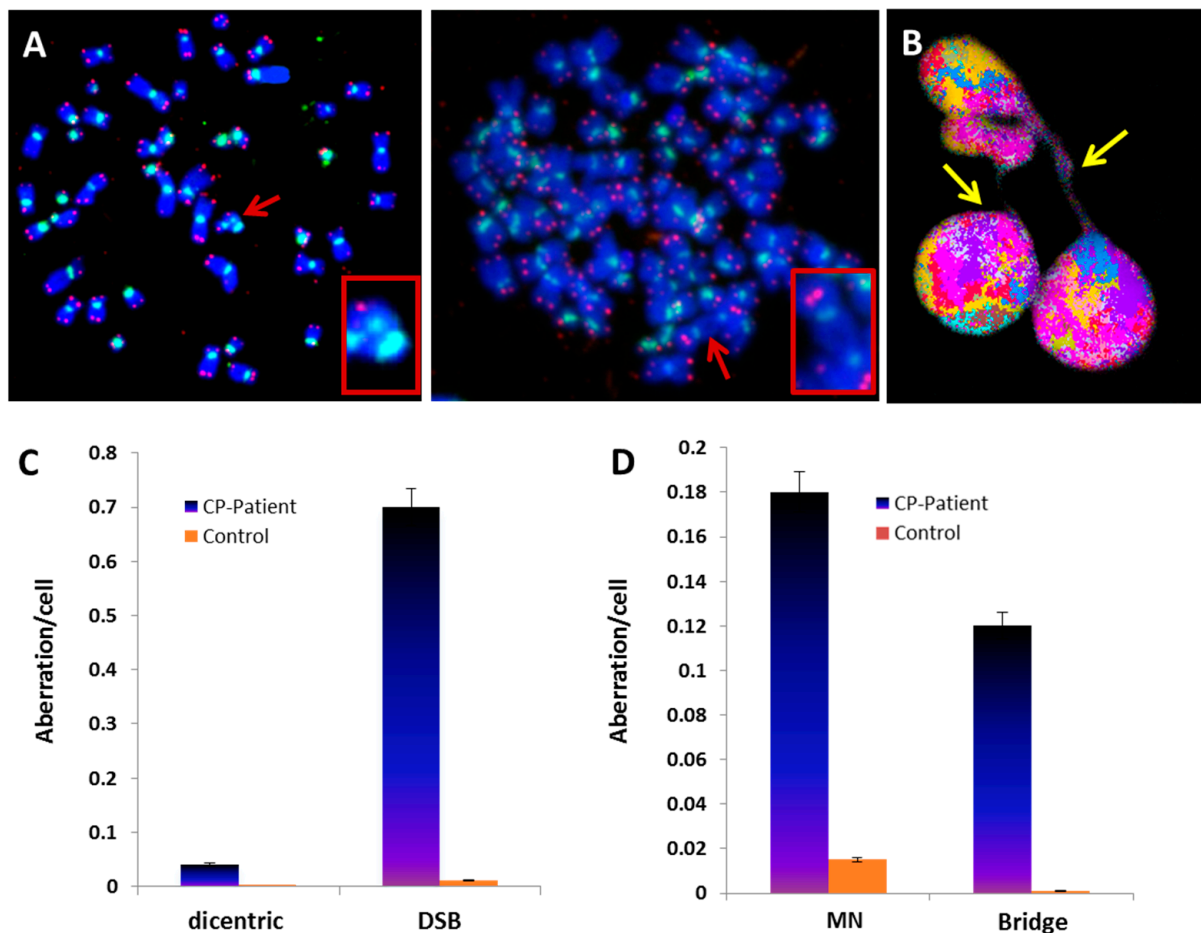 A
B
C
0.8
0.7
0.6
0.5
0.4
0.3
0.2
0.1
0
Aberration/cell
CP-Patient
Control
dicentric
DSB
D
0.2
0.18
0.16
0.14
0.12
0.1
0.08
0.06
0.04
0.02
0
Aberration/cell
CP-Patient
Control
MN
Bridge